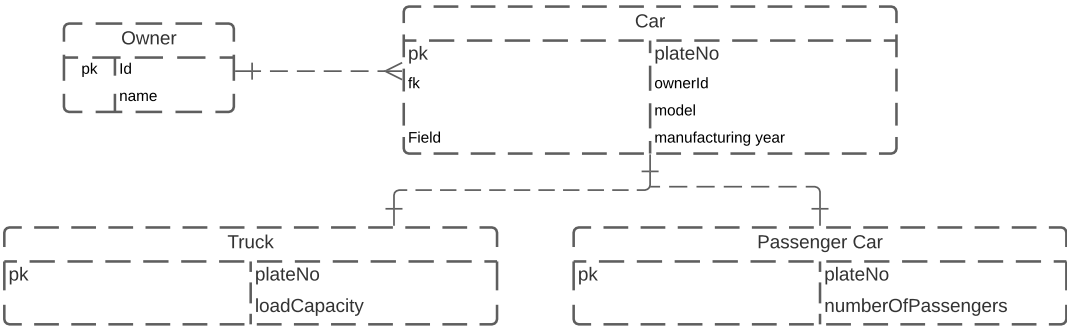 Owner
pk Id
name
Car
pk plateNo
fk ownerId
model
Field manufacturing year
Truck
pk plateNo
loadCapacity
Passenger Car
pk plateNo
numberOfPassengers